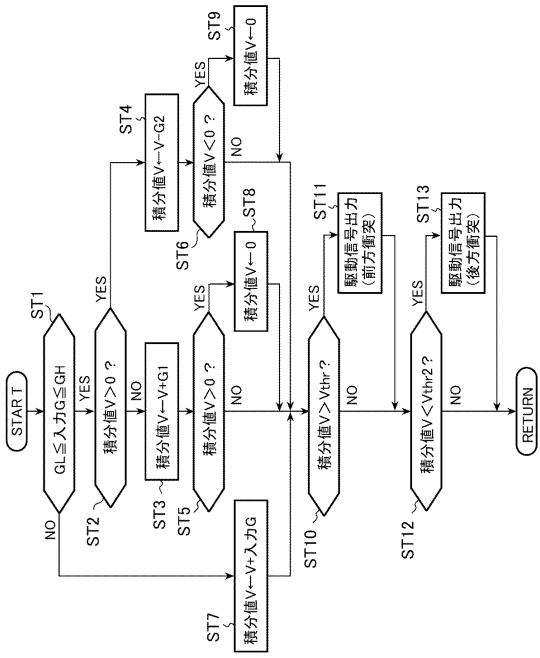 START
ST1
GL≦入力G≦GH
NO
YES
ST2
積分値V＞0？
YES
NO
ST3
積分値V←V+G1
ST4
積分値V←V-G2
ST5
積分値V＞0？
YES
NO
ST6
積分値V＜0？
YES
NO
ST7
積分値V←V+入力G
ST8
積分値V←0
ST9
積分値V←0
ST10
積分値V＞Vthr？
YES
NO
ST11
駆動信号出力
(前方衝突)
ST12
積分値V＜Vthr2？
YES
NO
ST13
駆動信号出力
(後方衝突)
RETURN